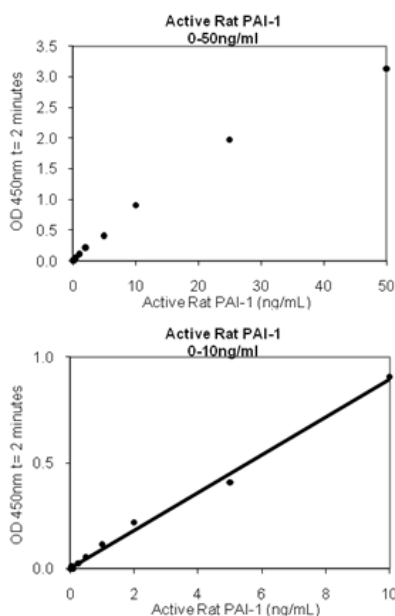 Active Rat PAI-1
0-50ng/ml
OD 450nm t= 2 minutes
3.5
3.0
2.5
2.0
1.5
1.0
0.5
0.0
0 10 20 30 40 50
Active Rat PAI-1 (ng/mL)
Active Rat PAI-1
0-10ng/ml
OD 450nm t= 2 minutes
1.0
0.5
0.0
0 2 4 6 8 10
Active Rat PAI-1 (ng/mL)